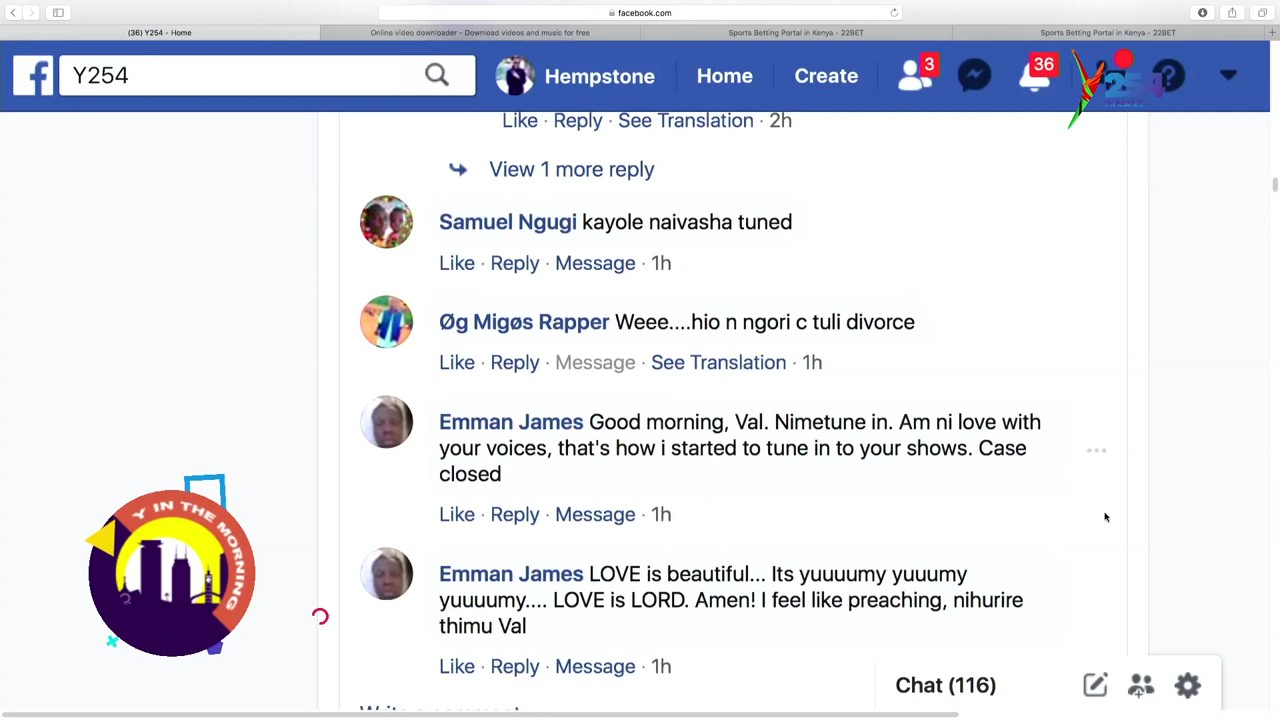 facebook.com
(36) Y254 - Home
Online video downloader - Download videos and music for free
Sports Betting Portal in Kenya - 22BET
Sports Betting Portal in Kenya - 22BET
Y254
Hempstone
Home
Create
3
36
Y254
Like · Reply · See Translation · 2h
View 1 more reply
Samuel Ngugi kayole naivasha tuned
Like · Reply · Message · 1h
Øg Migøs Rapper Weee....hio n ngori c tuli divorce
Like · Reply · Message · See Translation · 1h
Emman James Good morning, Val. Nimetune in. Am ni love with
your voices, that's how i started to tune in to your shows. Case
closed
Like · Reply · Message · 1h
Emman James LOVE is beautiful... Its yuuuumy yuuumy
yuuuumy.... LOVE is LORD. Amen! I feel like preaching, nihurire
thimu Val
Like · Reply · Message · 1h
Y IN THE MORNING
Chat (116)
Write a comment...